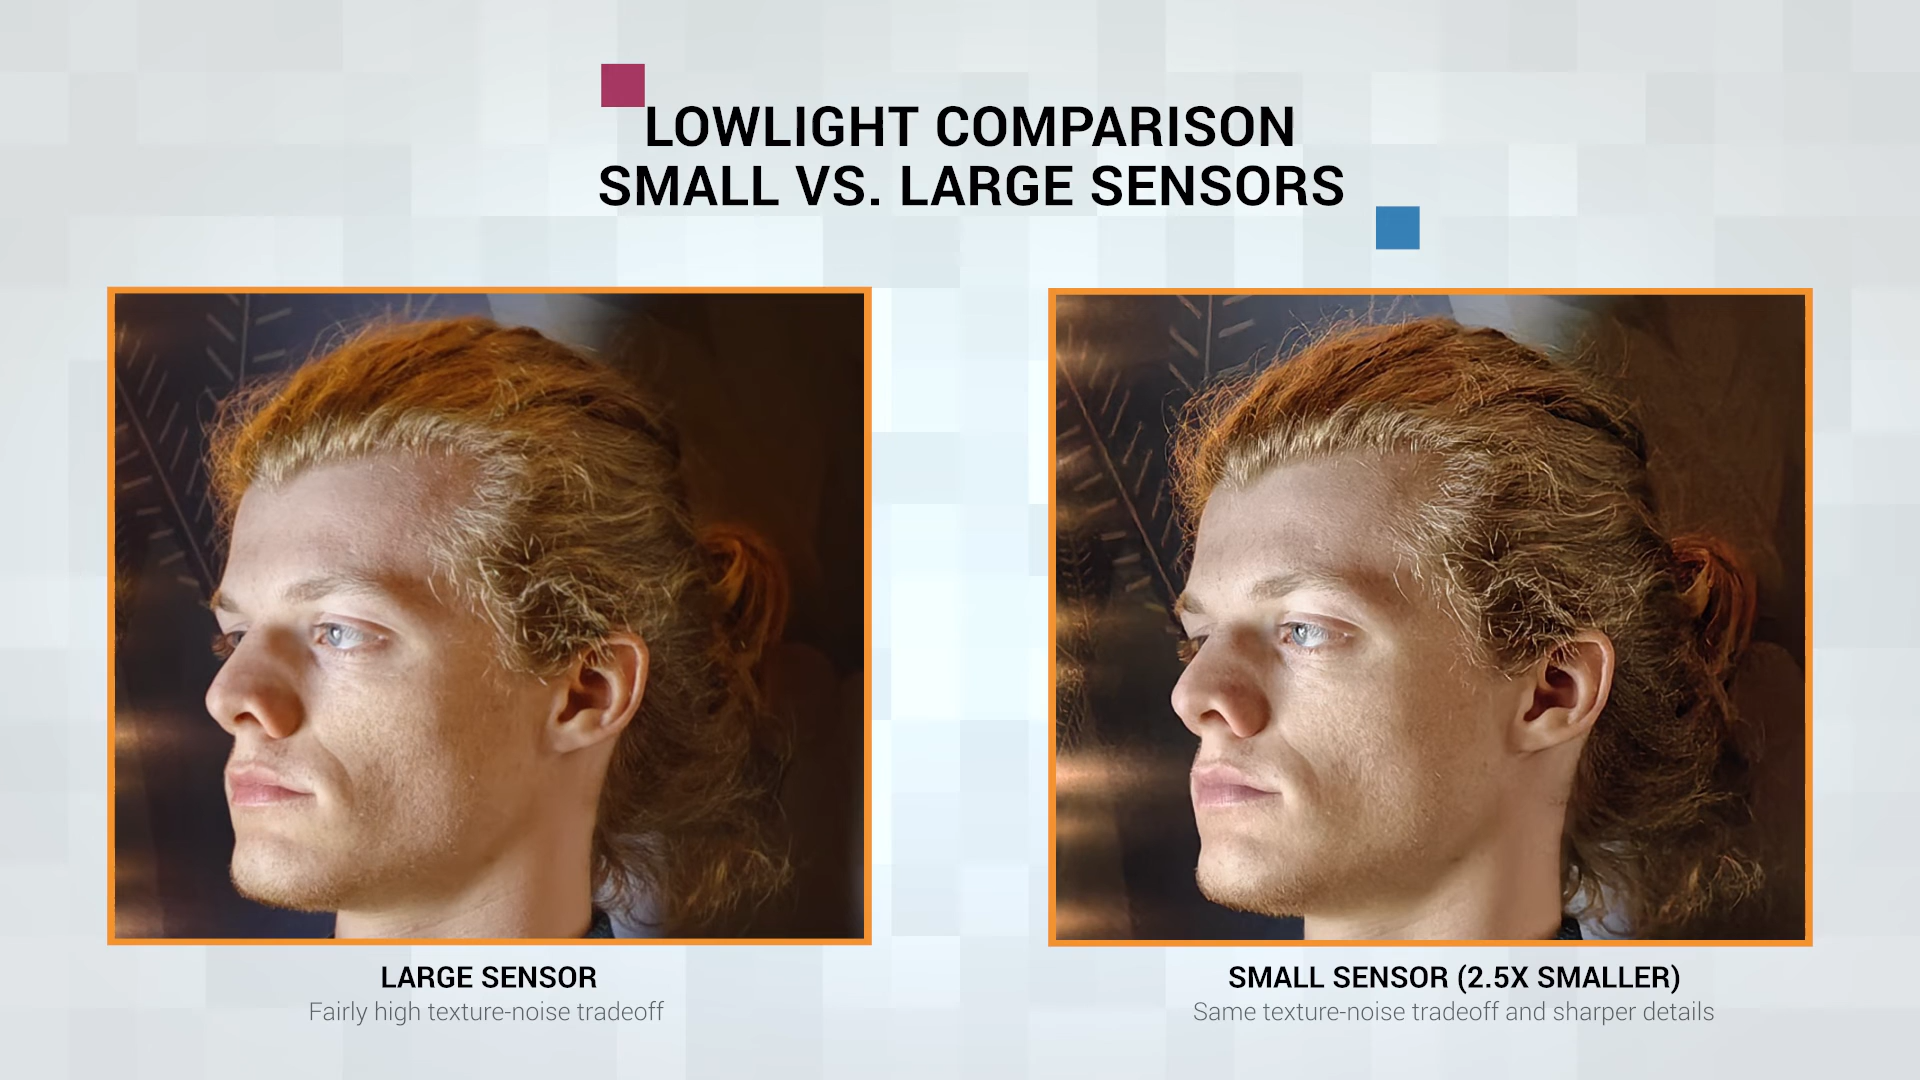 LOWLIGHT COMPARISON
SMALL VS. LARGE SENSORS
LARGE SENSOR
Fairly high texture-noise tradeoff
SMALL SENSOR (2.5X SMALLER)
Same texture-noise tradeoff and sharper details